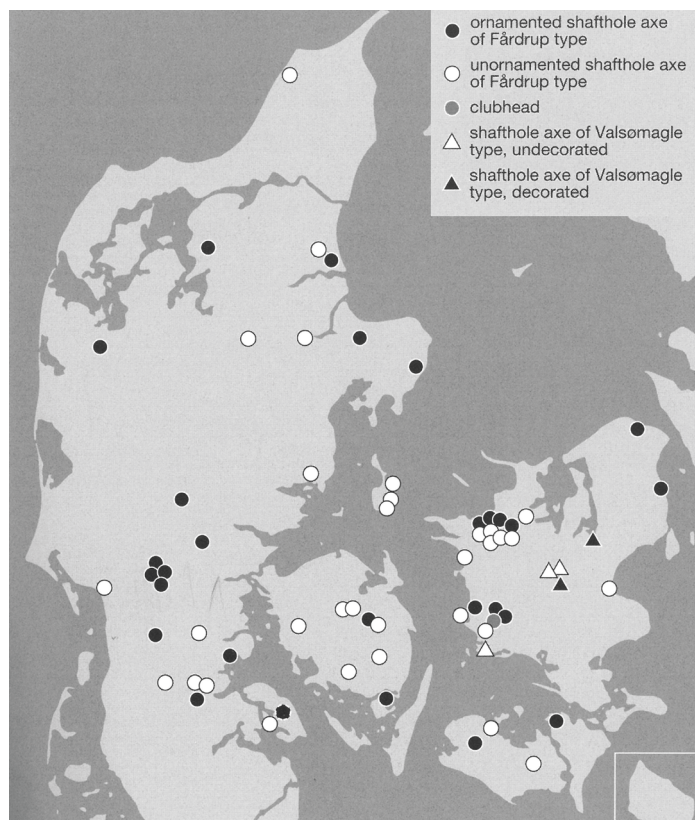 ornamented shafthole axe
of Fårdrup type
unornamented shafthole axe
of Fårdrup type
clubhead
shafthole axe of Valsømagle
type, undecorated
shafthole axe of Valsømagle
type, decorated